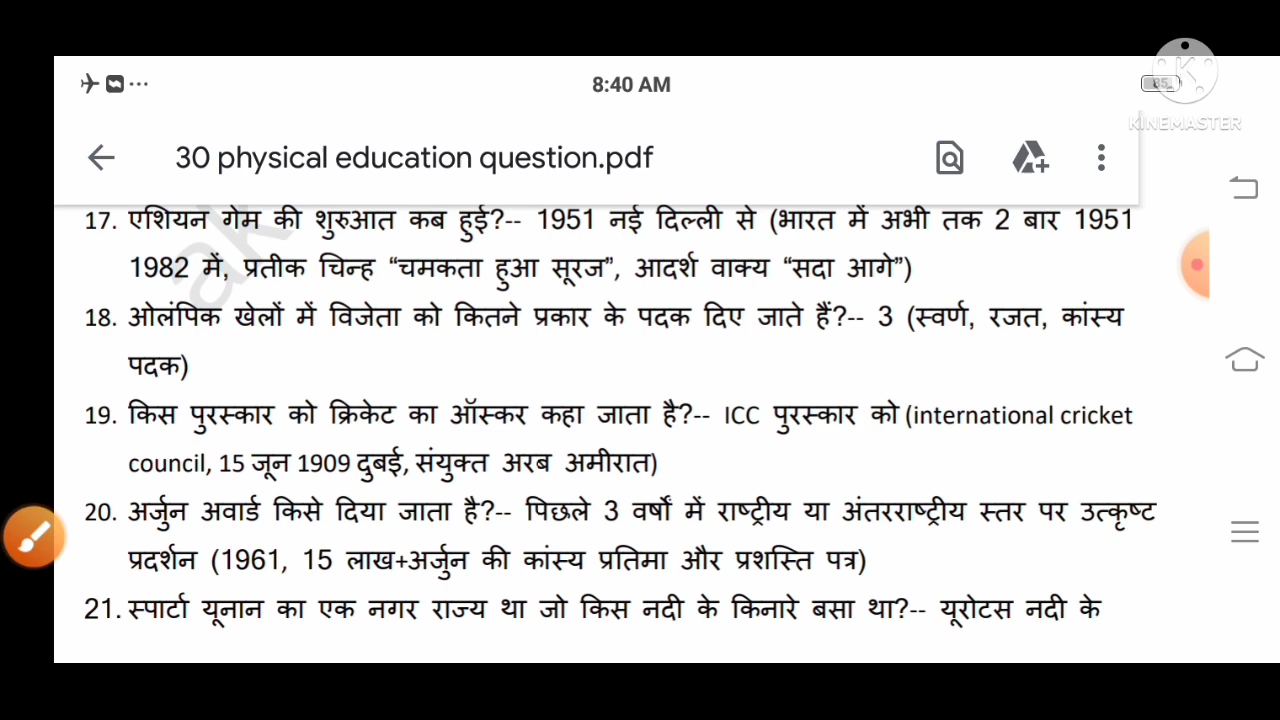 8:40 AM
85
KINEMASTER
30 physical education question.pdf
17. एशियन गेम की शुरुआत कब हुई?-- 1951 नई दिल्ली से (भारत में अभी तक 2 बार 1951
1982 में, प्रतीक चिन्ह “चमकता हुआ सूरज”, आदर्श वाक्य “सदा आगे”)
18. ओलंपिक खेलों में विजेता को कितने प्रकार के पदक दिए जाते हैं?-- 3 (स्वर्ण, रजत, कांस्य
पदक)
19. किस पुरस्कार को क्रिकेट का ऑस्कर कहा जाता है?-- ICC पुरस्कार को (international cricket
council, 15 जून 1909 दुबई, संयुक्त अरब अमीरात)
20. अर्जुन अवार्ड किसे दिया जाता है?-- पिछले 3 वर्षों में राष्ट्रीय या अंतरराष्ट्रीय स्तर पर उत्कृष्ट
प्रदर्शन (1961, 15 लाख+अर्जुन की कांस्य प्रतिमा और प्रशस्ति पत्र)
21. स्पार्टा यूनान का एक नगर राज्य था जो किस नदी के किनारे बसा था?-- यूरोटस नदी के